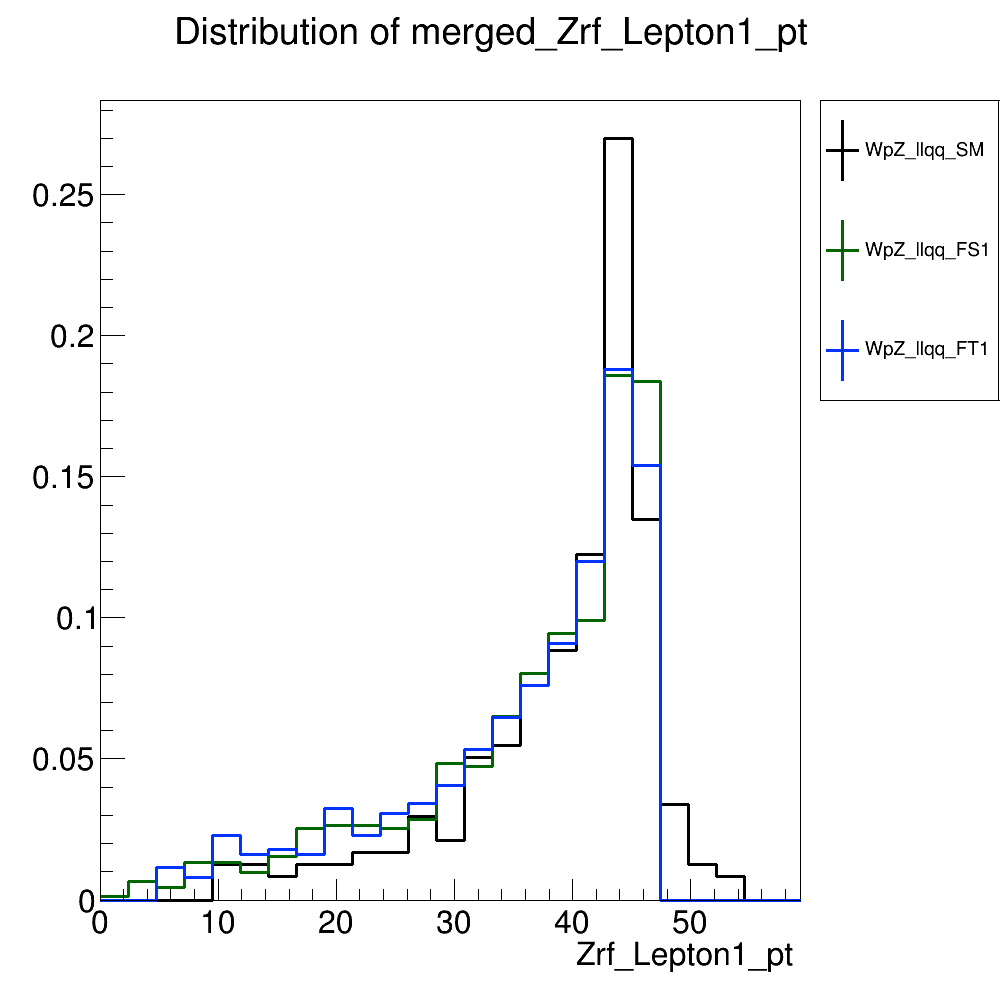 Distribution of merged_Zrf_Lepton1_pt
WpZ_llqq_SM
WpZ_llqq_FS1
WpZ_llqq_FT1
0.25
0.2
0.15
0.1
0.05
0
0 10 20 30 40 50
Zrf_Lepton1_pt